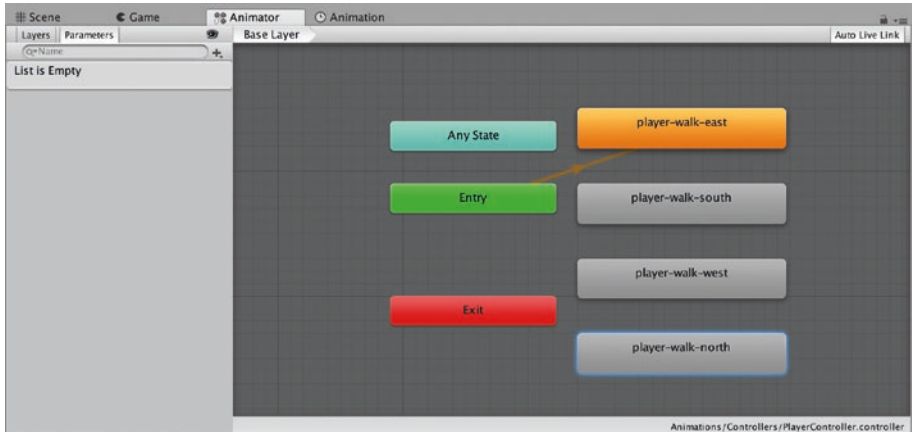 Scene Game Animator Animation
Layers Parameters Base Layer Auto Live Link
Name
List is Empty
player-walk-east
Any State
Entry player-walk-south
player-walk-west
Exit
player-walk-north
Animations/Controllers/PlayerController.controller